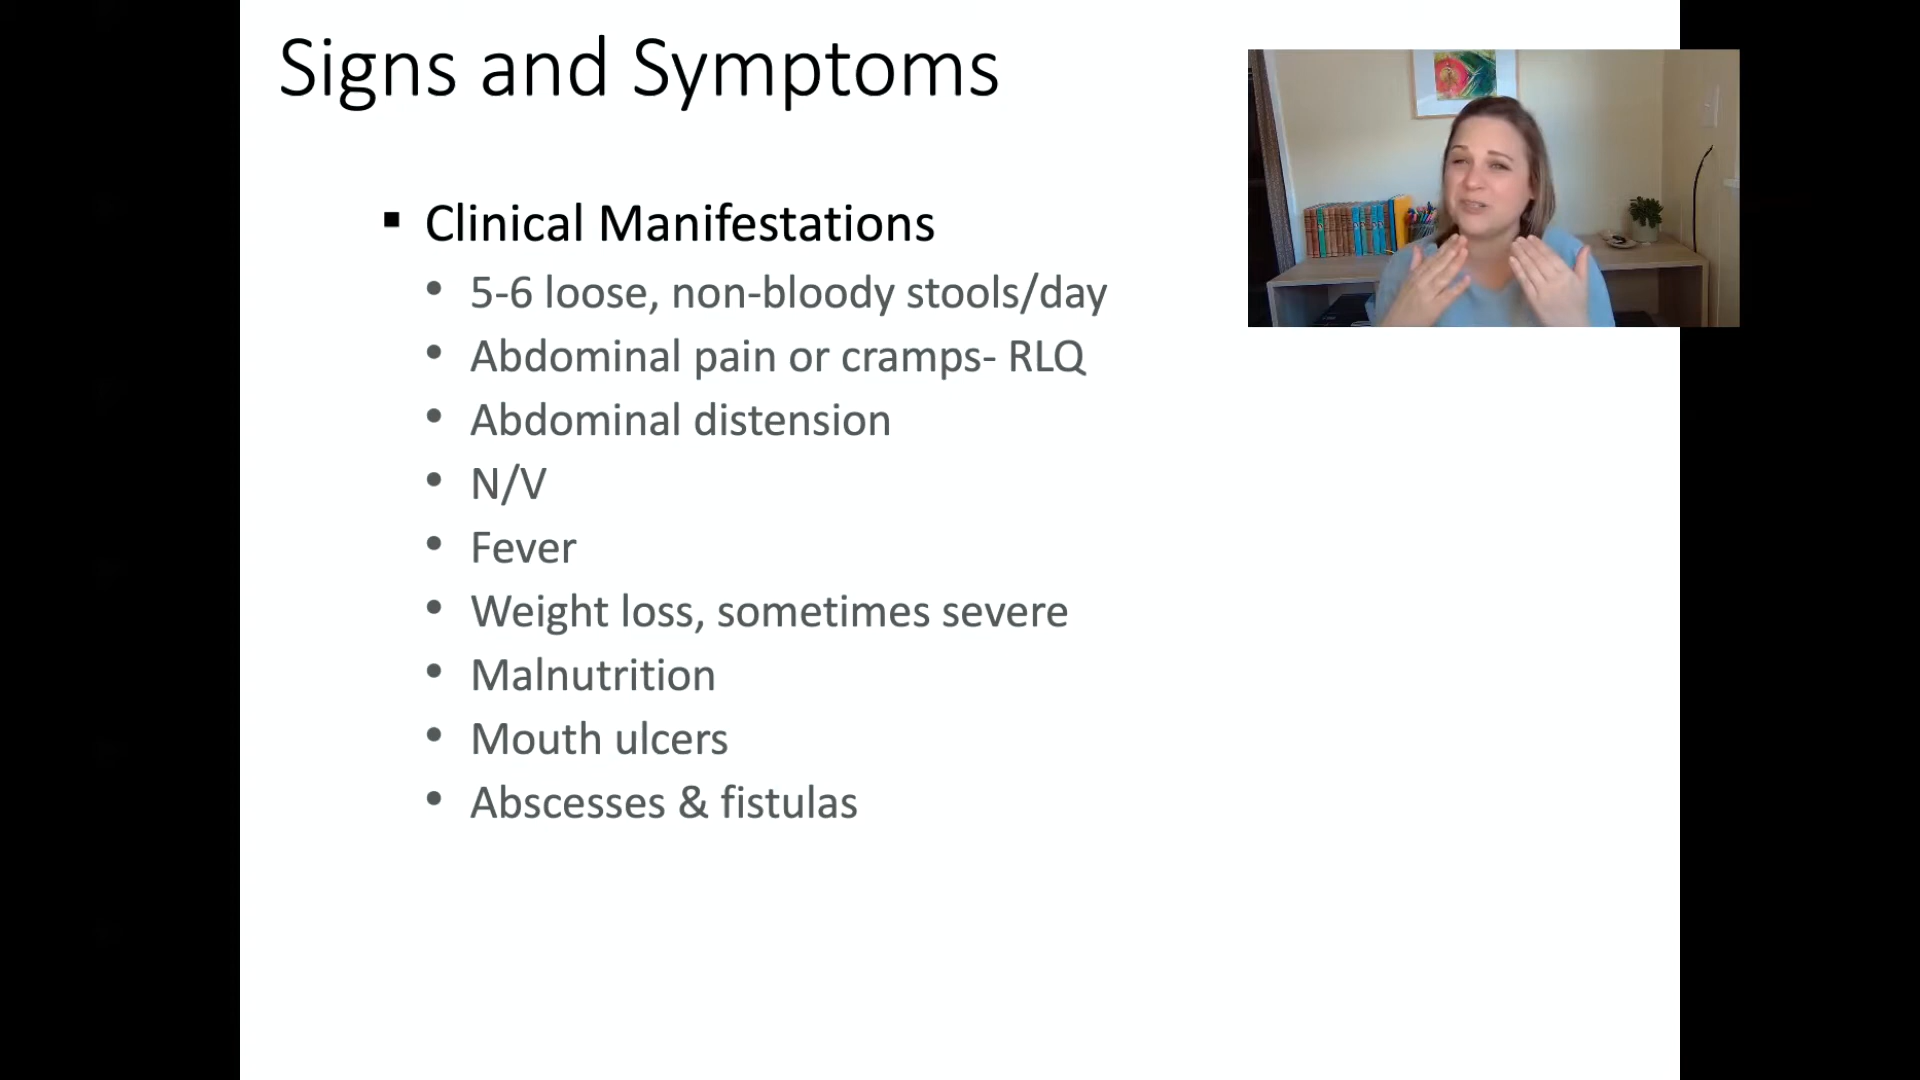 Signs and Symptoms
▪ Clinical Manifestations
• 5-6 loose, non-bloody stools/day
• Abdominal pain or cramps- RLQ
• Abdominal distension
• N/V
• Fever
• Weight loss, sometimes severe
• Malnutrition
• Mouth ulcers
• Abscesses & fistulas